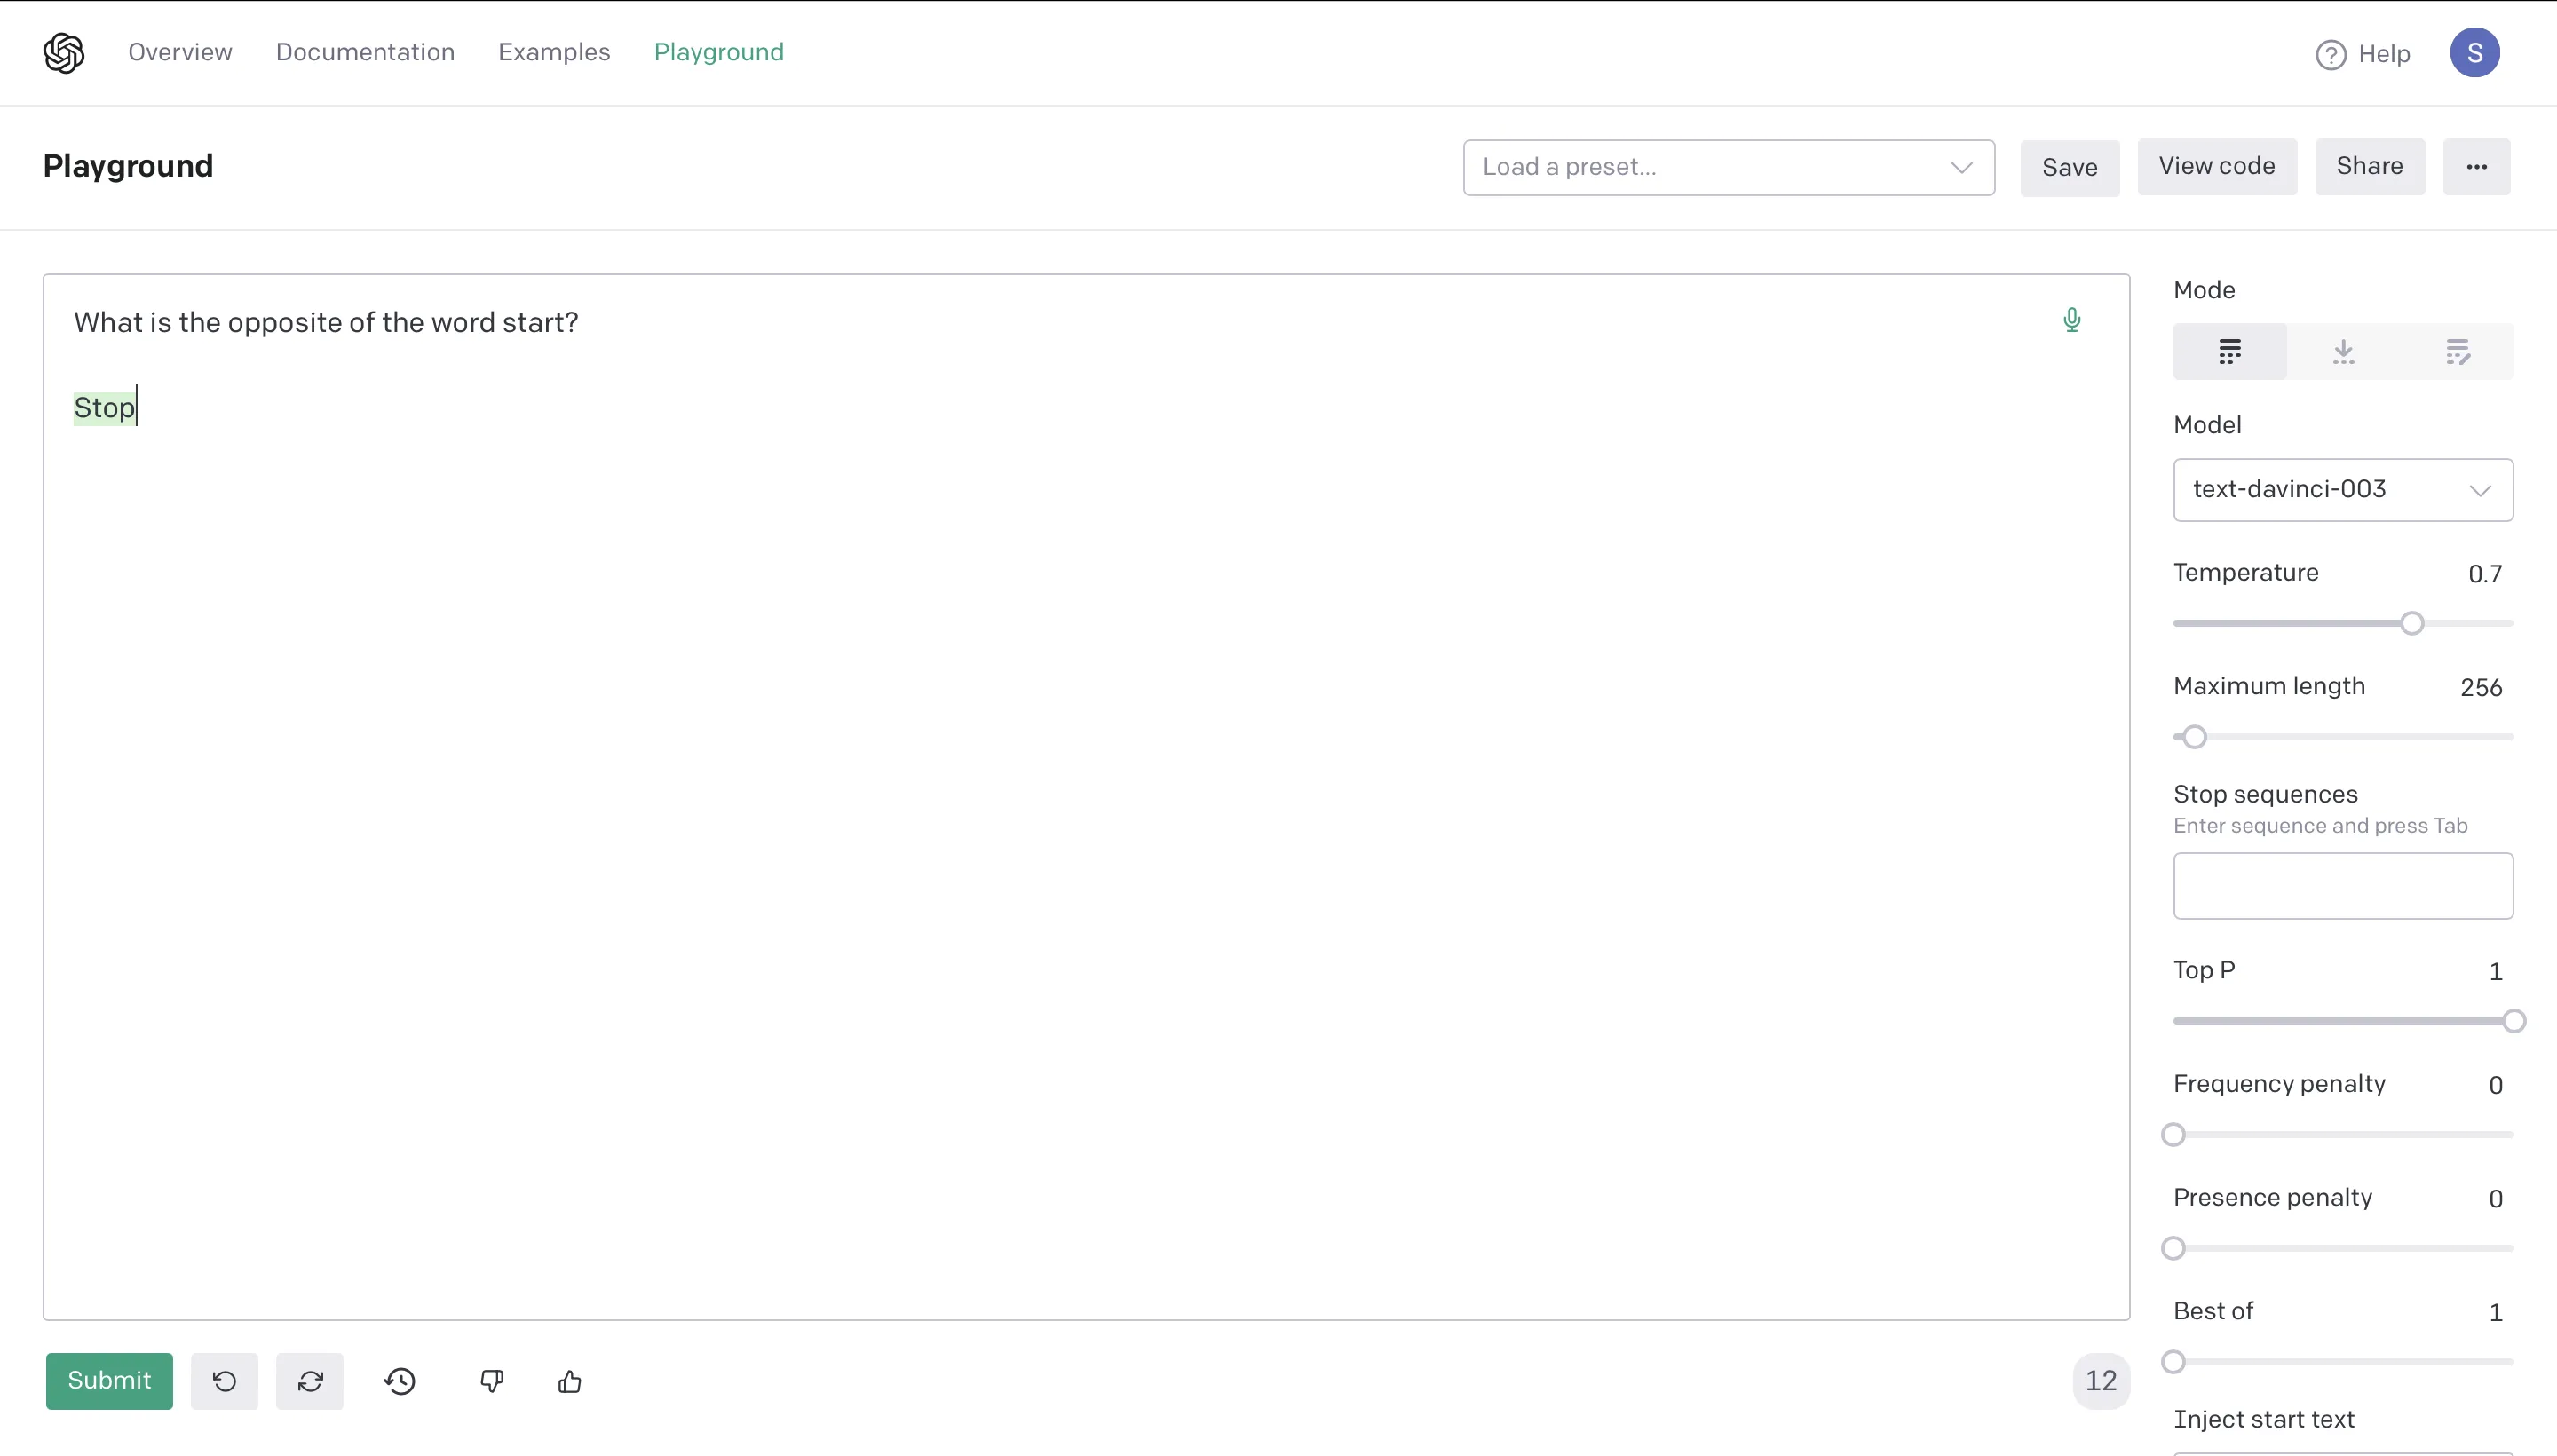 Overview Documentation Examples Playground
Help S
Playground
Load a preset... Save View code Share ...
What is the opposite of the word start?
Stop
Mode
Model
text-davinci-003
Temperature 0.7
Maximum length 256
Stop sequences
Enter sequence and press Tab
Top P 1
Frequency penalty 0
Presence penalty 0
Best of 1
Inject start text
Submit
12